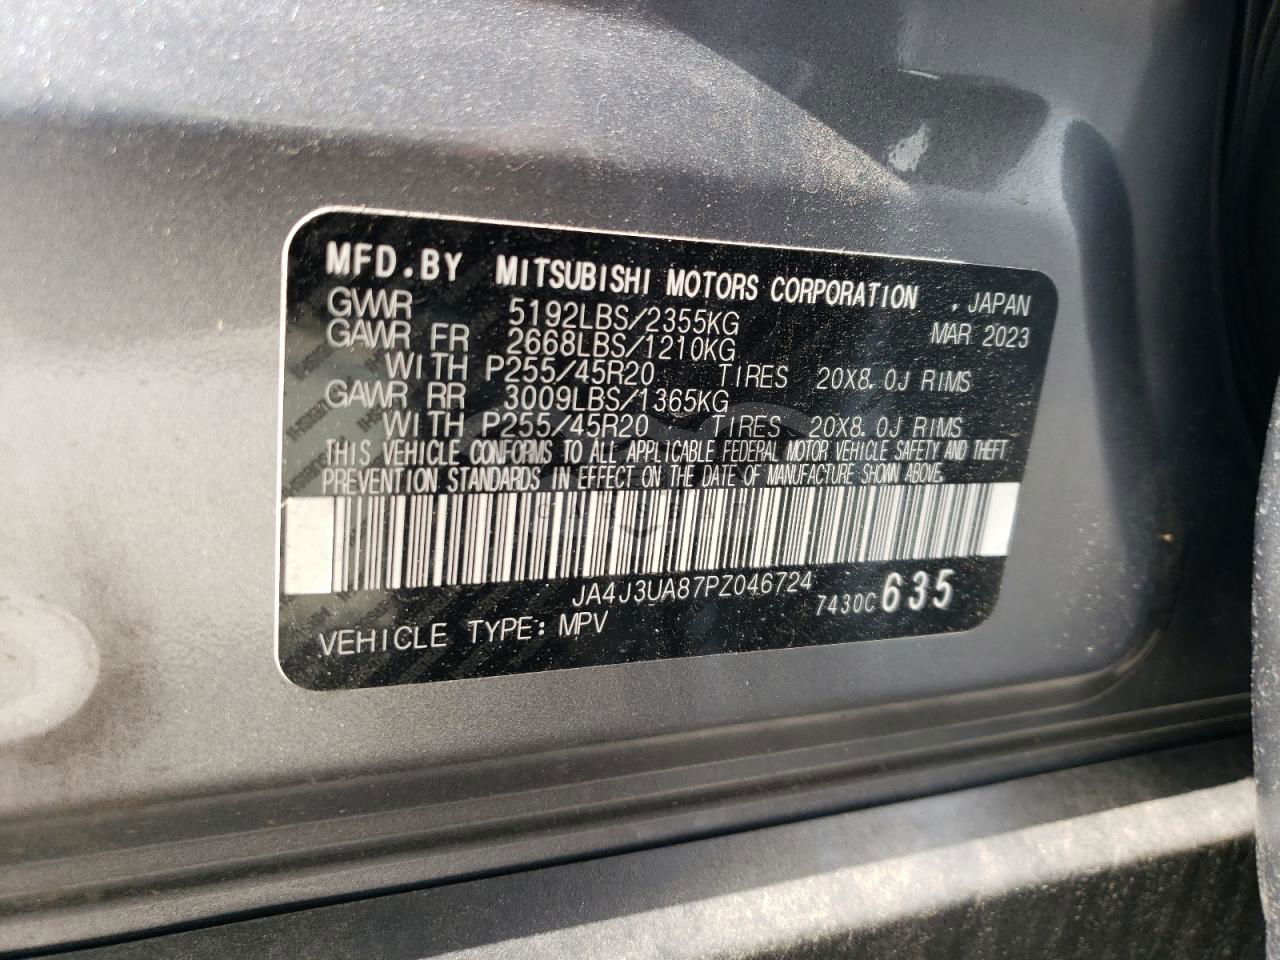 MFD.BY MITSUBISHI MOTORS CORPORATION , JAPAN
GVWR 5192LBS/2355KG MAR 2023
GAWR FR 2668LBS/1210KG
WITH P255/45R20 TIRES 20X8.0J RIMS
GAWR RR 3009LBS/1365KG
WITH P255/45R20 TIRES 20X8.0J RIMS
THIS VEHICLE CONFORMS TO ALL APPLICABLE FEDERAL MOTOR VEHICLE SAFETY AND THEFT
PREVENTION STANDARDS IN EFFECT ON THE DATE OF MANUFACTURE SHOWN ABOVE.
JA4J3UA87PZ046724
7430C 635
VEHICLE TYPE: MPV